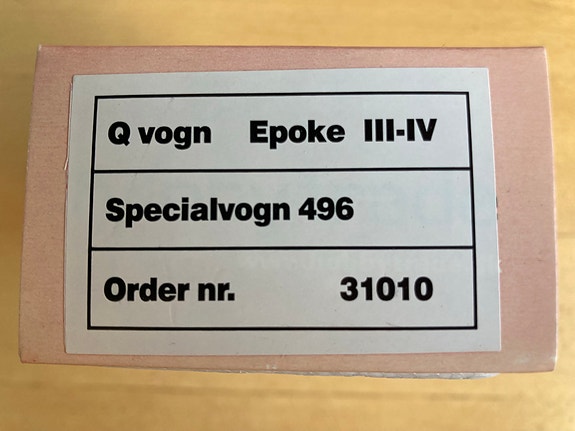 Q vogn Epoke III-IV
Specialvogn 496
Order nr. 31010